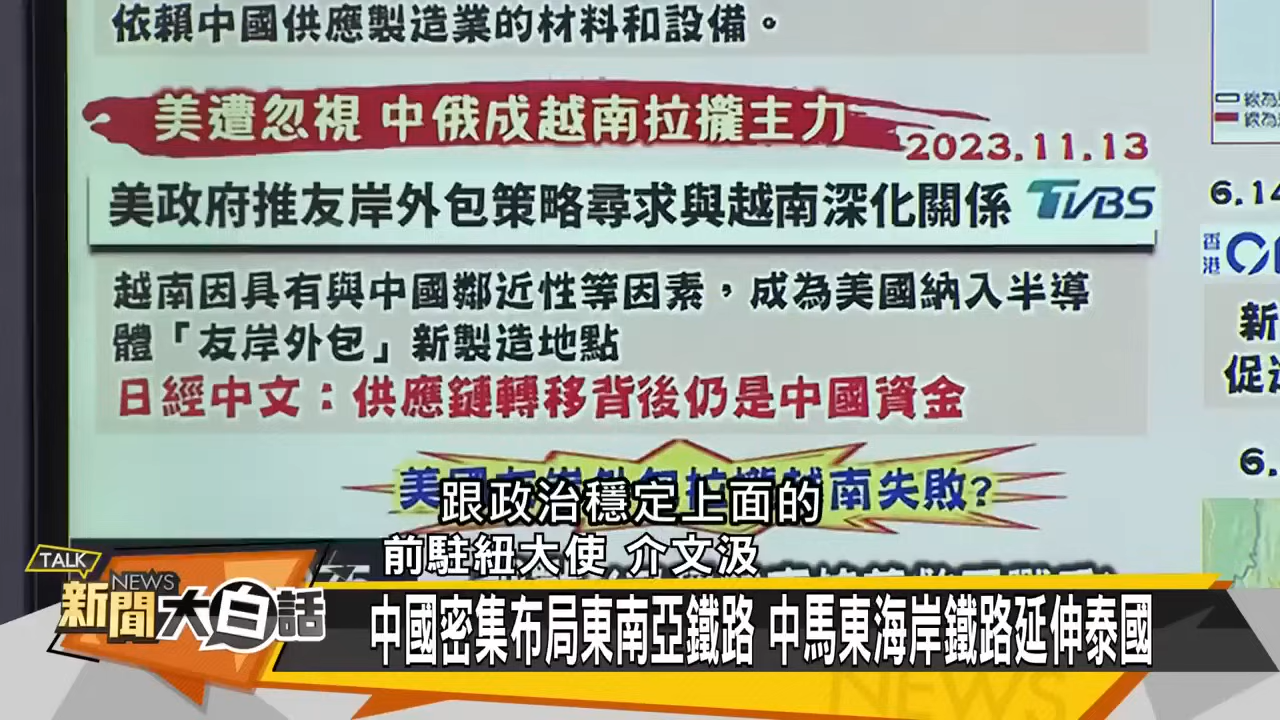 依賴中國供應製造業的材料和設備。
美遭忽視 中俄成越南拉攏主力
2023.11.13
美政府推友岸外包策略尋求與越南深化關係 TVBS
越南因具有與中國鄰近性等因素，成為美國納入半導
體「友岸外包」新製造地點
日經中文：供應鏈轉移背後仍是中國資金
跟政治穩定上面的
前駐紐大使 介文汲
TALK NEWS
新聞大白話
中國密集布局東南亞鐵路 中馬東海岸鐵路延伸泰國
6.14
香港
新
促
6.
NEWS